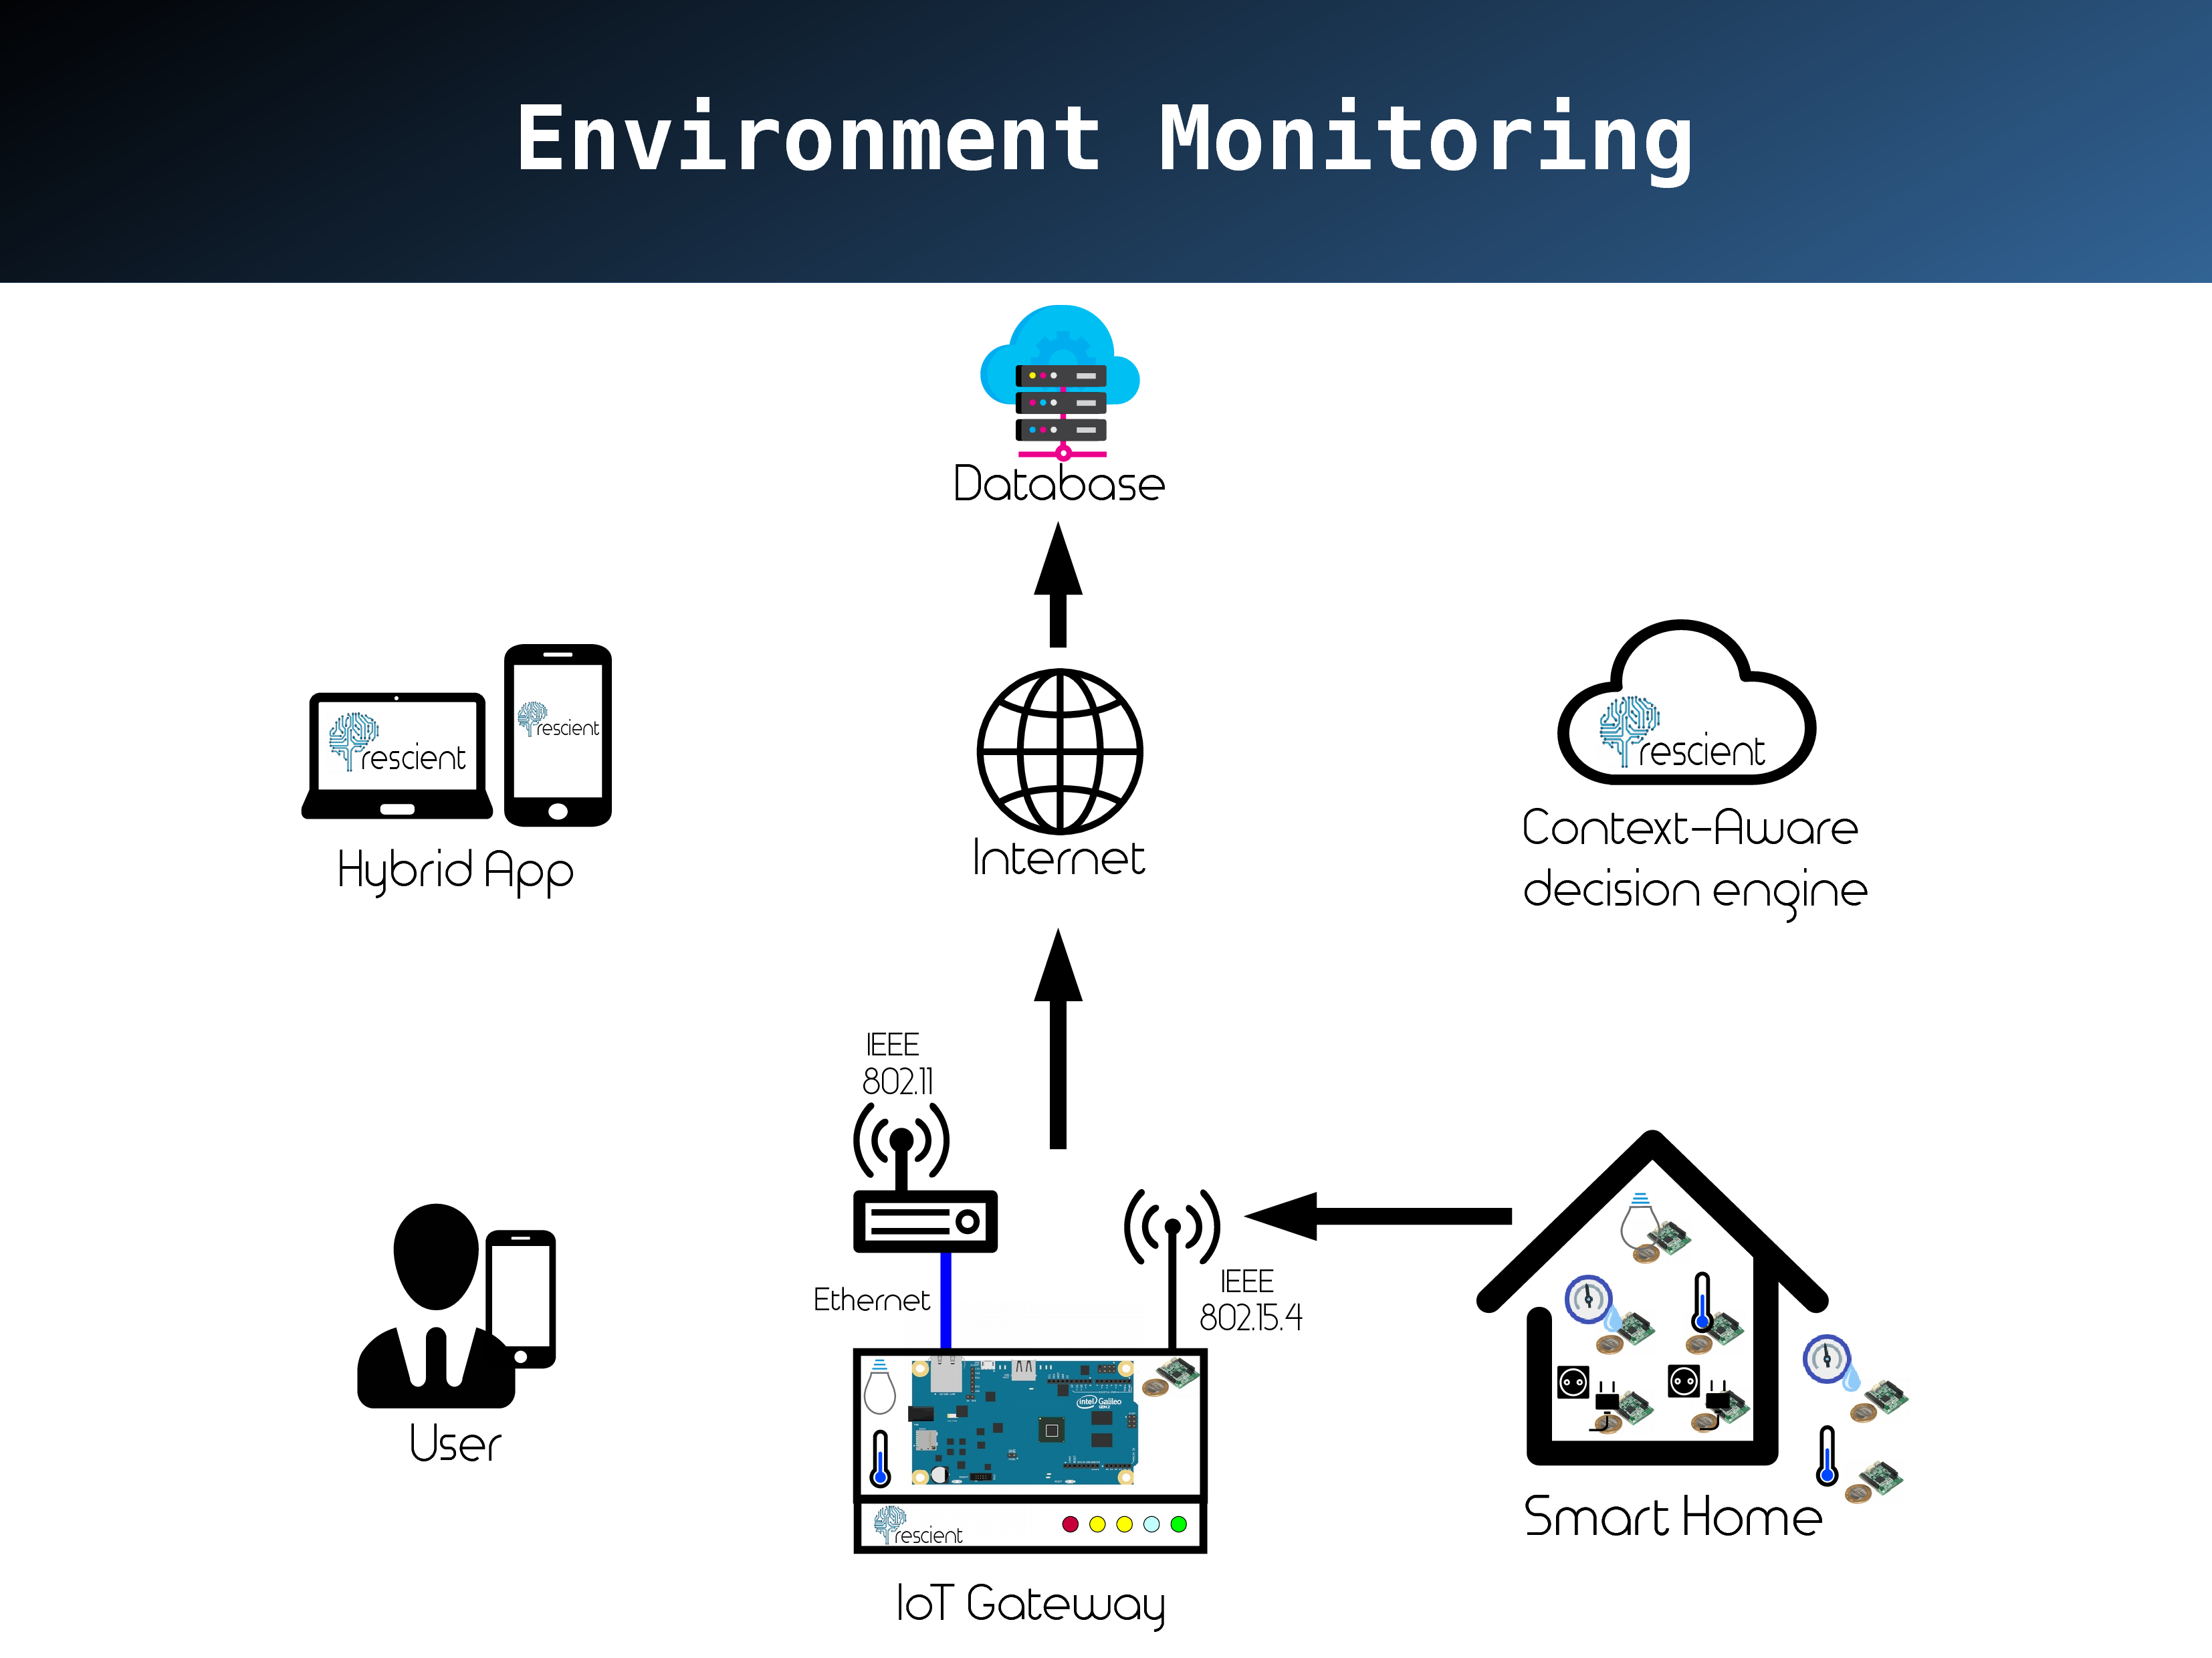 Environment Monitoring
Database
rescient
rescient
Hybrid App
Internet
rescient
Context-Aware
decision engine
IEEE
802.11
Ethernet
IEEE
802.15.4
User
intel Galileo
rescient
IoT Gateway
Smart Home